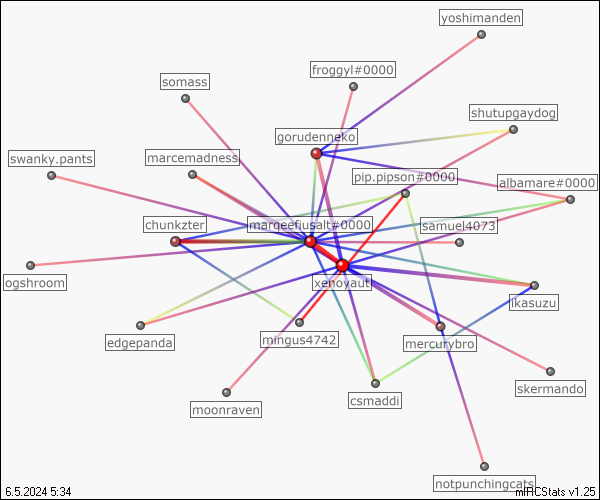 yoshimanden
froggyl#0000
somass
shutupgaydog
gorudenneko
swanky.pants
marcemadness
pip.pipson#0000
albamare#0000
chunkzter
marqeefusalt#0000
samuel4073
ogshroom
xenoyaut
ikasuzu
edgepanda
mingus4742
mercurybro
skermando
moonraven
csmaddi
notpunchingcats
6.5.2024 5:34
mIRCStats v1.25